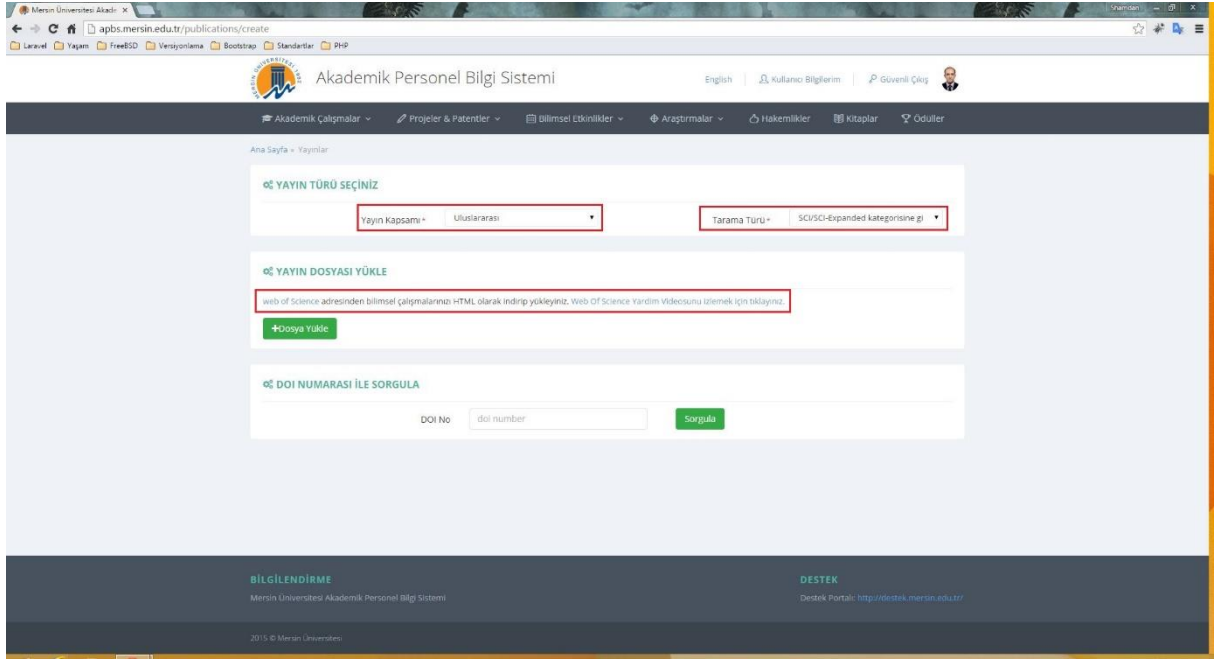 Mersin Üniversitesi Akade
Shamdan
apbs.mersin.edu.tr/publications/create
Laravel Yaşam FreeBSD Versiyonlama Bootstrap Standartlar PHP
Akademik Personel Bilgi Sistemi
English Kullanıcı Bilgilerim Güvenli Çıkış
Akademik Çalışmalar Projeler & Patentler Bilimsel Etkinlikler Araştırmalar Hakemlikler Kitaplar Ödüller
Ana Sayfa » Yayınlar
YAYIN TÜRÜ SEÇİNİZ
Yayın Kapsamı * Uluslararası Tarama Türü * SCI/SCI-Expanded kategorisine gi
YAYIN DOSYASI YÜKLE
web of Science adresinden bilimsel çalışmalarınızı HTML olarak indirip yükleyiniz. Web Of Science Yardım Videosunu izlemek için tıklayınız.
+Dosya Yükle
DOI NUMARASI İLE SORGULA
DOI No doi number Sorgula
BİLGİLENDİRME DESTEK
Mersin Üniversitesi Akademik Personel Bilgi Sistemi Destek Portalı: http://destek.mersin.edu.tr/
2015 © Mersin Üniversitesi